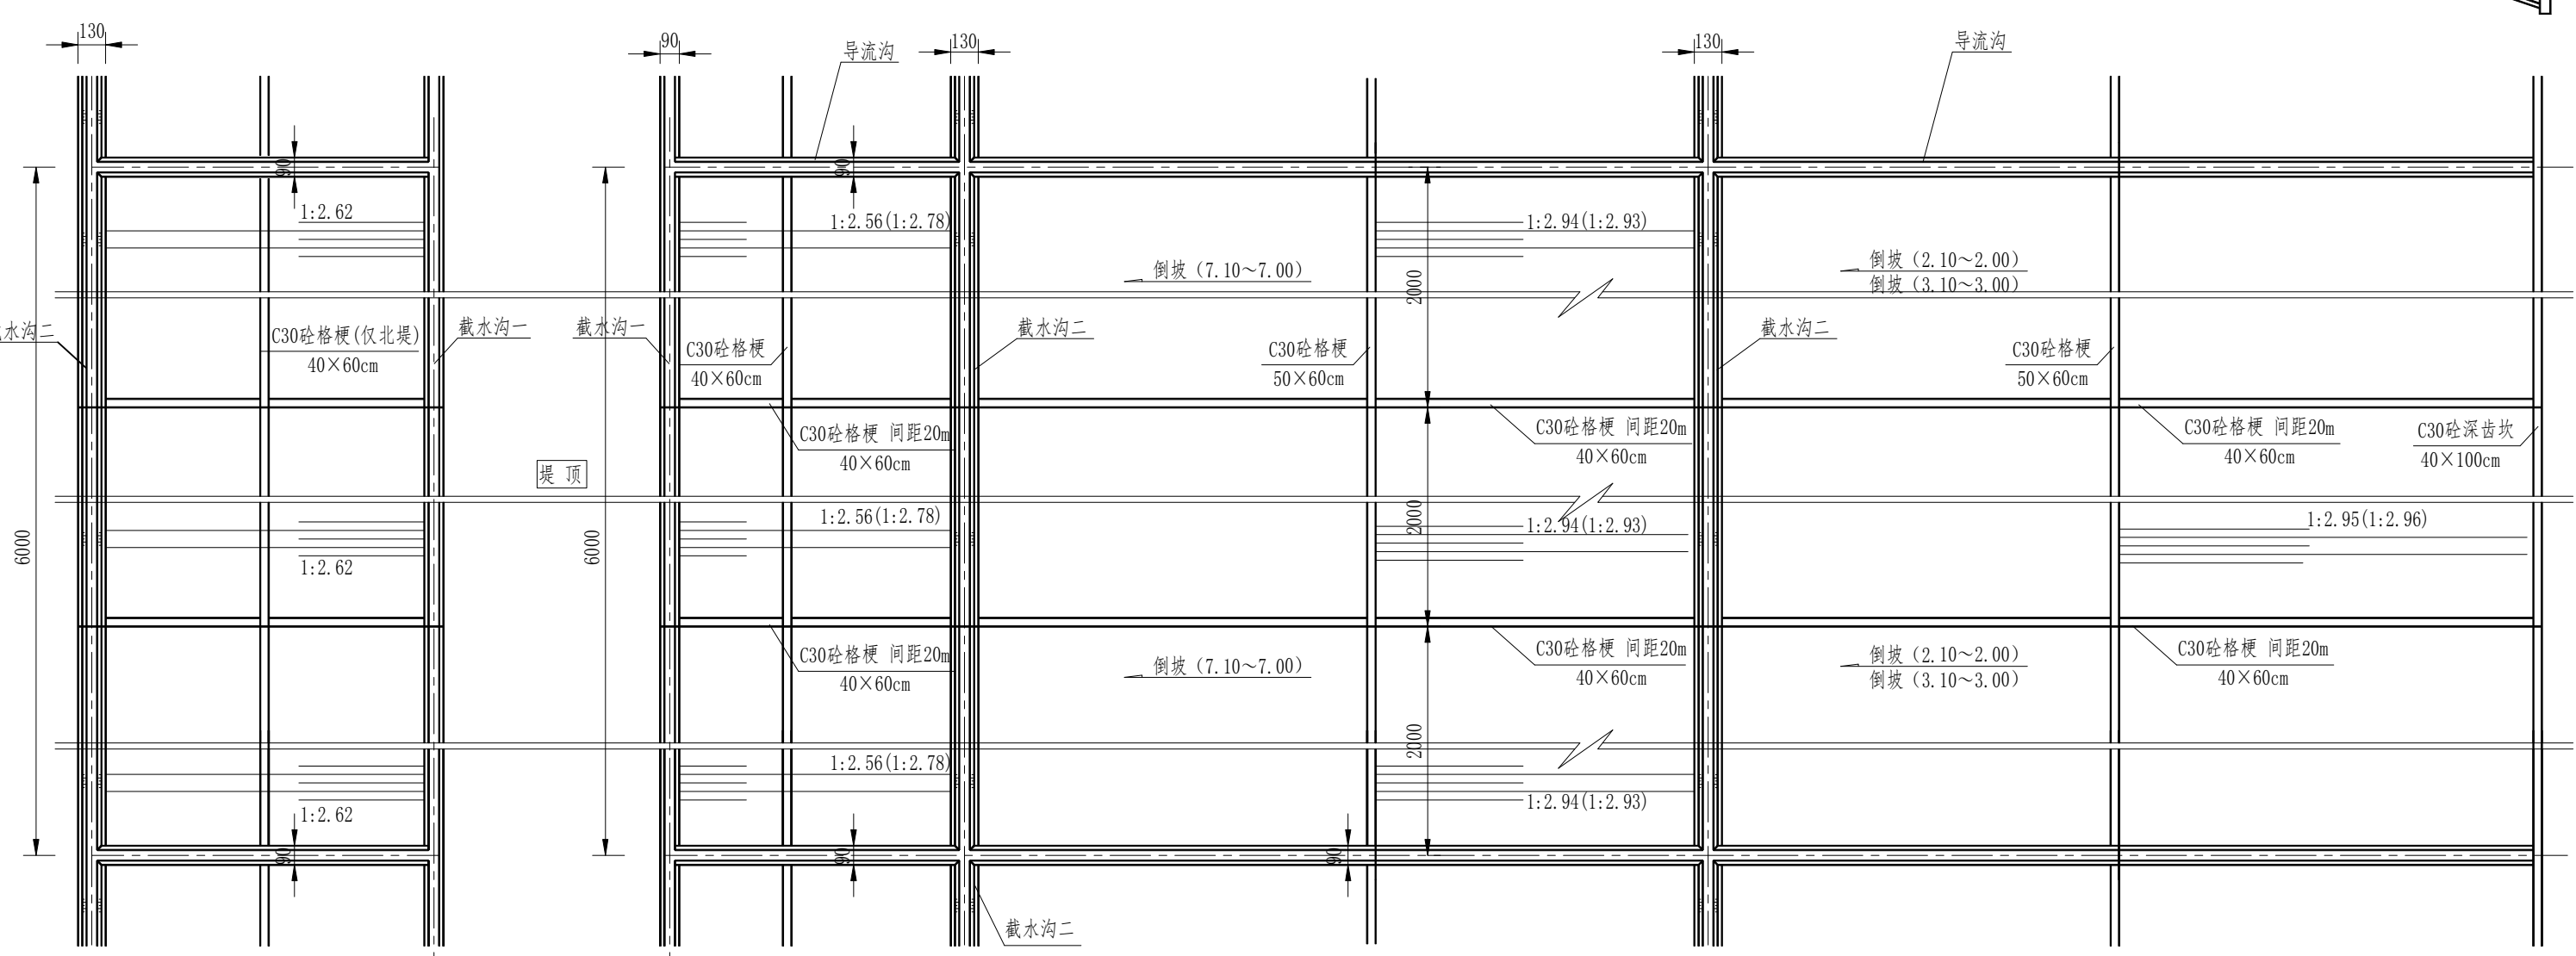 130
90
导流沟
130
130
导流沟
90
90
1:2.62
1:2.56(1:2.78)
1:2.94(1:2.93)
倒坡（7.10～7.00）
倒坡（2.10～2.00）
倒坡（3.10～3.00）
2000
水沟二
C30砼格梗(仅北堤)
40×60cm
截水沟一
截水沟一
C30砼格梗
40×60cm
截水沟二
C30砼格梗
50×60cm
截水沟二
C30砼格梗
50×60cm
C30砼格梗 间距20m
40×60cm
C30砼格梗 间距20m
40×60cm
C30砼格梗 间距20m
40×60cm
C30砼深齿坎
40×100cm
堤 顶
6000
6000
2000
1:2.56(1:2.78)
1:2.94(1:2.93)
1:2.95(1:2.96)
1:2.62
C30砼格梗 间距20m
40×60cm
倒坡（7.10～7.00）
C30砼格梗 间距20m
40×60cm
倒坡（2.10～2.00）
倒坡（3.10～3.00）
C30砼格梗 间距20m
40×60cm
2000
1:2.56(1:2.78)
1:2.94(1:2.93)
1:2.62
90
90
90
截水沟二